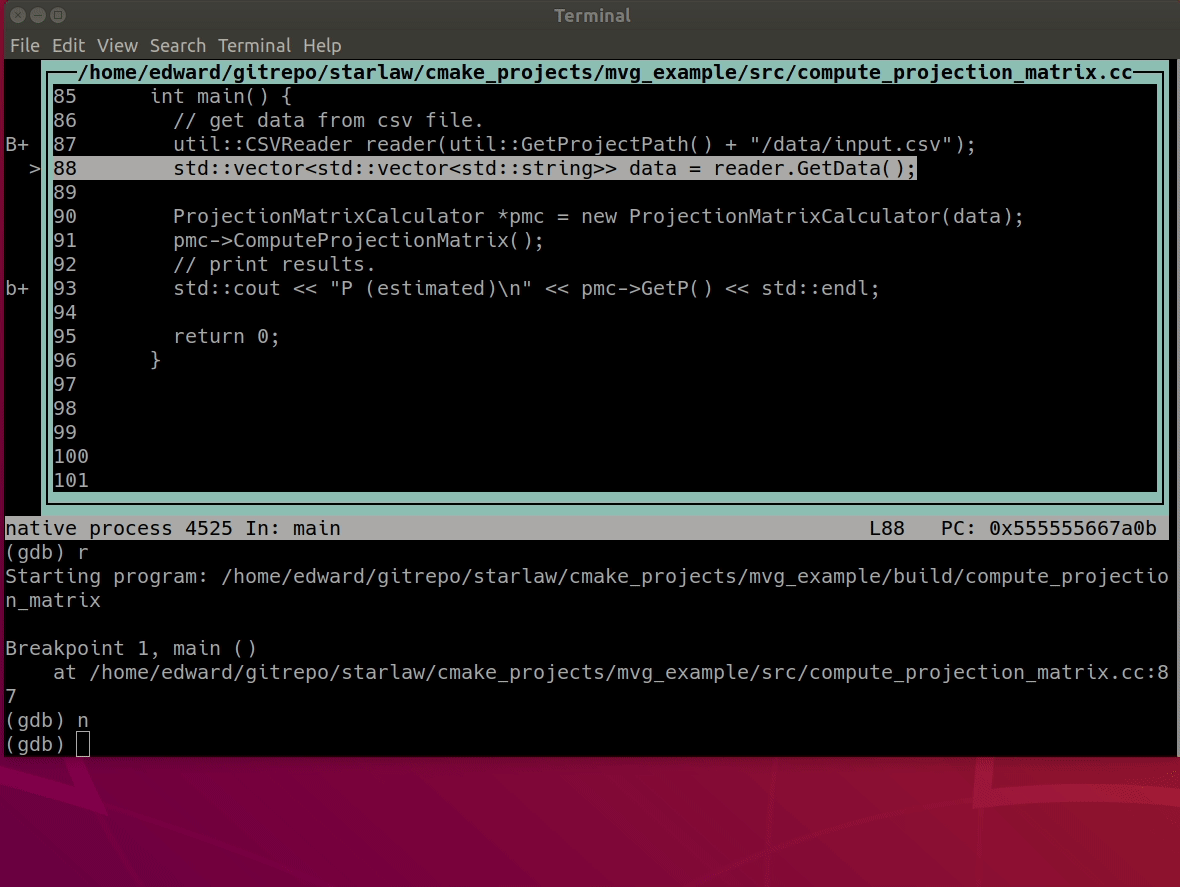 Terminal
File Edit View Search Terminal Help
/home/edward/gitrepo/starlaw/cmake_projects/mvg_example/src/compute_projection_matrix.cc
85 int main() {
86 // get data from csv file.
B+ 87 util::CSVReader reader(util::GetProjectPath() + "/data/input.csv");
> 88 std::vector<std::vector<std::string>> data = reader.GetData();
89
90 ProjectionMatrixCalculator *pmc = new ProjectionMatrixCalculator(data);
91 pmc->ComputeProjectionMatrix();
92 // print results.
b+ 93 std::cout << "P (estimated)\n" << pmc->GetP() << std::endl;
94
95 return 0;
96 }
97
98
99
100
101
native process 4525 In: main L88 PC: 0x555555667a0b
(gdb) r
Starting program: /home/edward/gitrepo/starlaw/cmake_projects/mvg_example/build/compute_projectio
n_matrix
Breakpoint 1, main ()
at /home/edward/gitrepo/starlaw/cmake_projects/mvg_example/src/compute_projection_matrix.cc:8
7
(gdb) n
(gdb)